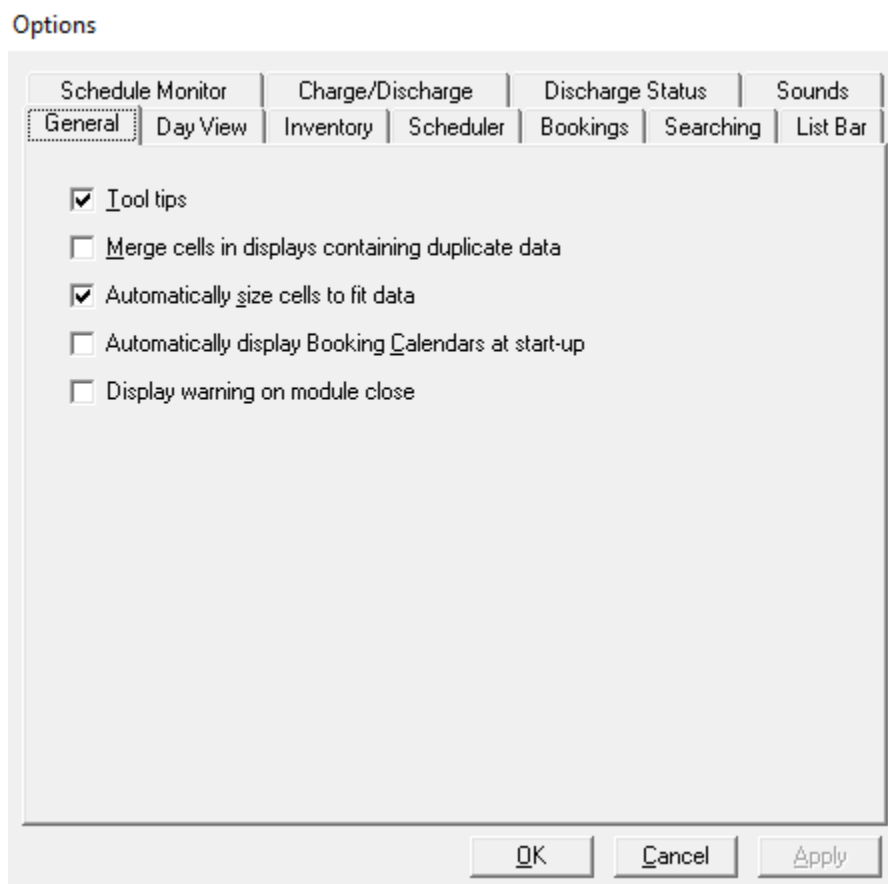 Options
Schedule Monitor Charge/Discharge Discharge Status Sounds
General Day View Inventory Scheduler Bookings Searching List Bar
Tool tips
Merge cells in displays containing duplicate data
Automatically size cells to fit data
Automatically display Booking Calendars at start-up
Display warning on module close
OK Cancel Apply